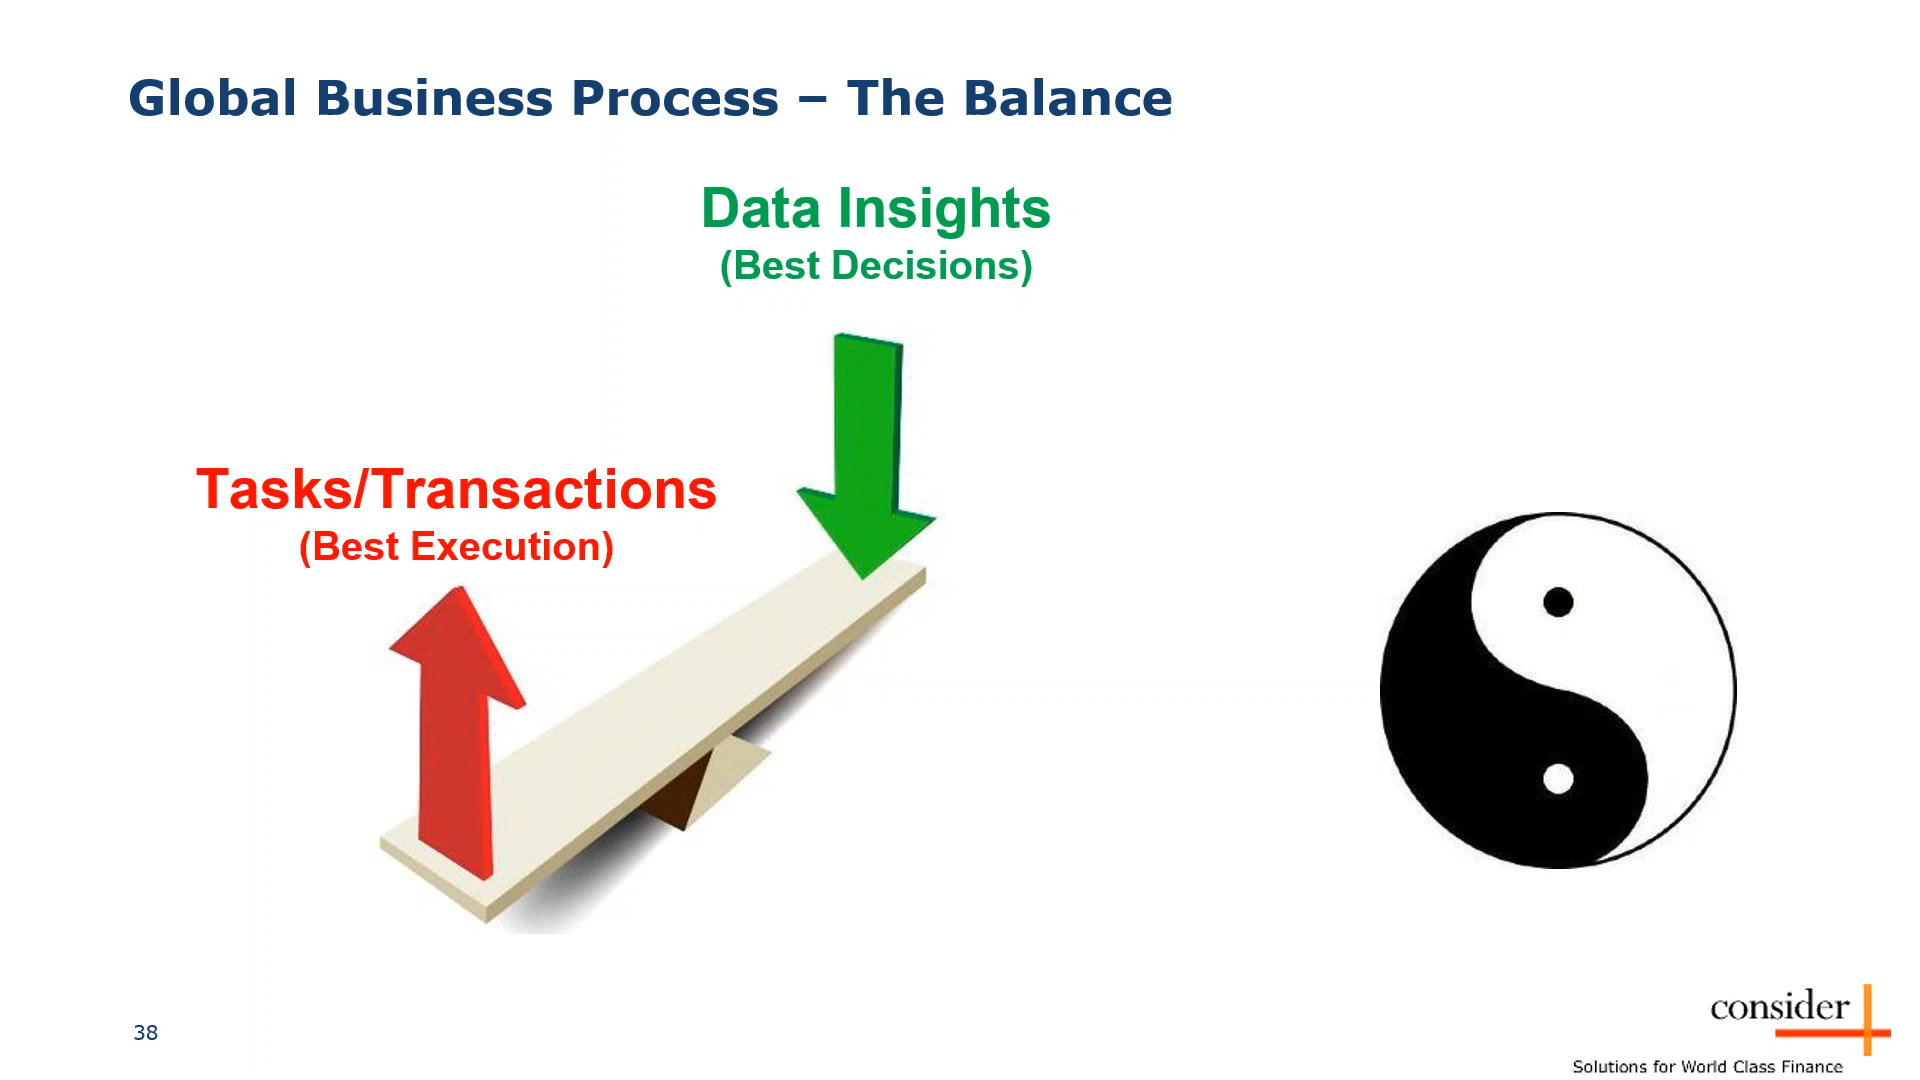 Global Business Process – The Balance
Data Insights
(Best Decisions)
Tasks/Transactions
(Best Execution)
38
consider
Solutions for World Class Finance